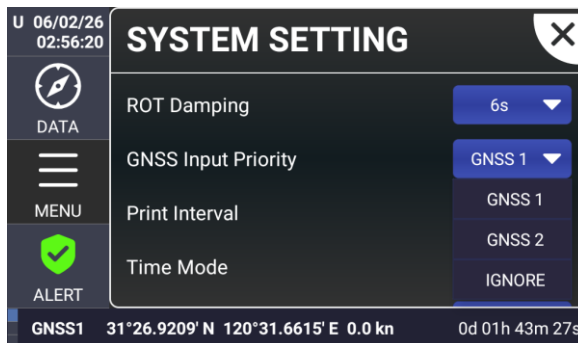 U 06/02/26
02:56:20
SYSTEM SETTING
DATA
ROT Damping 6s
GNSS Input Priority GNSS 1
MENU
Print Interval
GNSS 1
GNSS 2
Time Mode
IGNORE
ALERT
GNSS1 31°26.9209' N 120°31.6615' E 0.0 kn 0d 01h 43m 27s